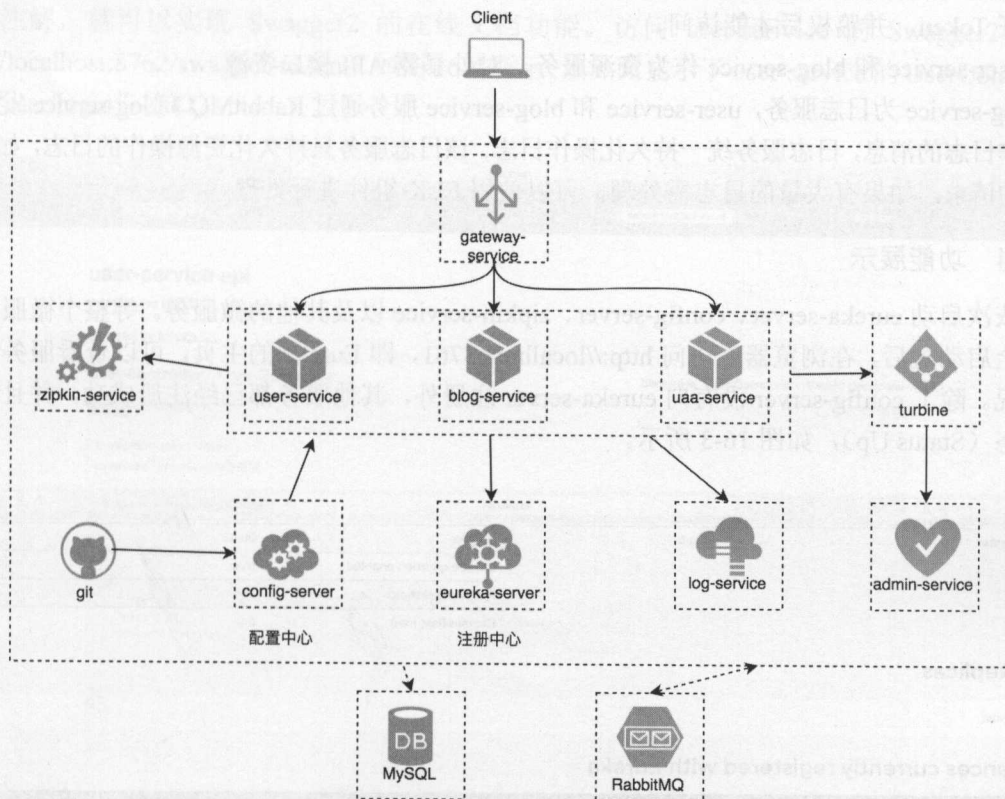 Client
gateway-
service
zipkin-service
user-service
blog-service
uaa-service
turbine
git
config-server
eureka-server
log-service
admin-service
配置中心
注册中心
DB
MySQL
RabbitMQ